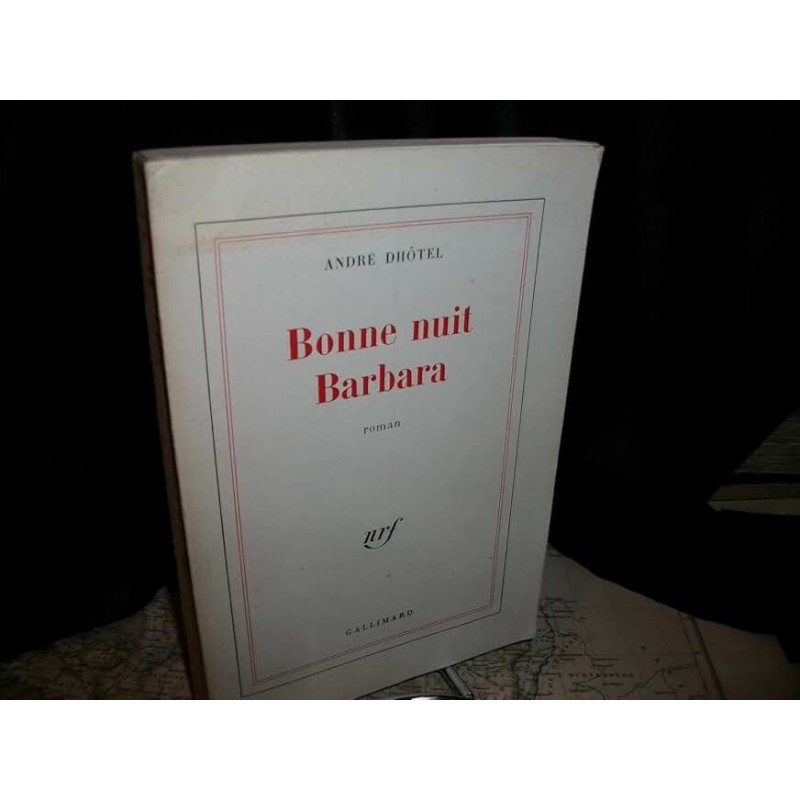 ANDRÉ DHÔTEL
Bonne nuit
Barbara
roman
nrf
GALLIMARD